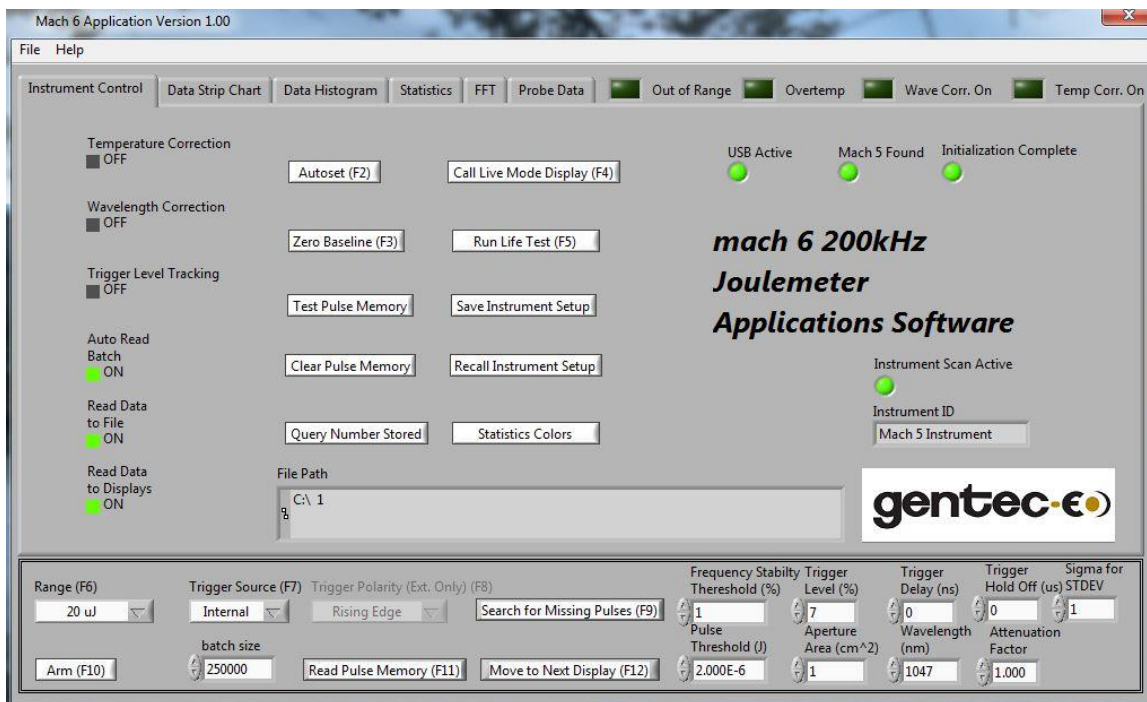 Mach 6 Application Version 1.00
x
File Help
Instrument Control Data Strip Chart Data Histogram Statistics FFT Probe Data Out of Range Overtemp Wave Corr. On Temp Corr. On
Temperature Correction
OFF
Autoset (F2) Call Live Mode Display (F4)
USB Active Mach 5 Found Initialization Complete
Wavelength Correction
OFF
Zero Baseline (F3) Run Life Test (F5)
mach 6 200kHz
Joulemeter
Applications Software
Trigger Level Tracking
OFF
Test Pulse Memory Save Instrument Setup
Auto Read
Batch
ON
Clear Pulse Memory Recall Instrument Setup
Instrument Scan Active
Instrument ID
Mach 5 Instrument
Read Data
to File
ON
Query Number Stored Statistics Colors
Read Data
to Displays
ON
File Path
C:\ 1
gentec-EO
Range (F6) Trigger Source (F7) Trigger Polarity (Ext. Only) (F8)
20 uJ Internal Rising Edge Search for Missing Pulses (F9)
batch size
Arm (F10) 250000 Read Pulse Memory (F11) Move to Next Display (F12)
Frequency Stabilty
Thereshold (%)
1
Trigger
Level (%)
7
Trigger
Delay (ns)
0
Trigger
Hold Off (us)
0
Sigma for
STDEV
1
Pulse
Threshold (J)
2.000E-6
Aperture
Area (cm^2)
1
Wavelength
(nm)
1047
Attenuation
Factor
1.000